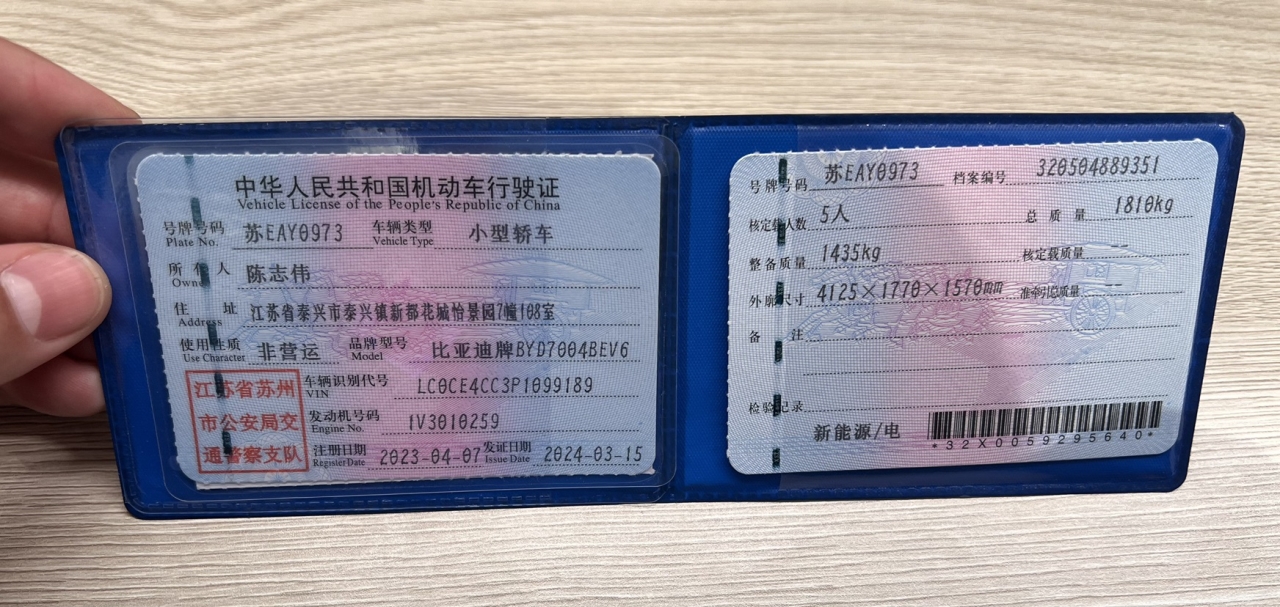 中华人民共和国机动车行驶证
Vehicle License of the People's Republic of China
号牌号码 苏EAY0973 车辆类型 小型轿车
Plate No. Vehicle Type
所有人 陈志伟
Owner
住址 江苏省泰兴市泰兴镇新都花城怡景园7幢108室
Address
使用性质 非营运 品牌型号 比亚迪牌BYD7004BEV6
Use Character Model
江苏省苏州
市公安局交
通警察支队
车辆识别代号 LC0CE4CC3P1099189
VIN
发动机号码 1V3010259
Engine No.
注册日期 2023-04-07 发证日期 2024-03-15
Register Date Issue Date
号牌号码 苏EAY0973 档案编号 320504889351
核定载人数 5人 总质量 1810kg
整备质量 1435kg 核定载质量 --
外廓尺寸 4125×1770×1570mm 准牵引总质量 --
备注
检验记录
新能源/电
*32X0059295640*